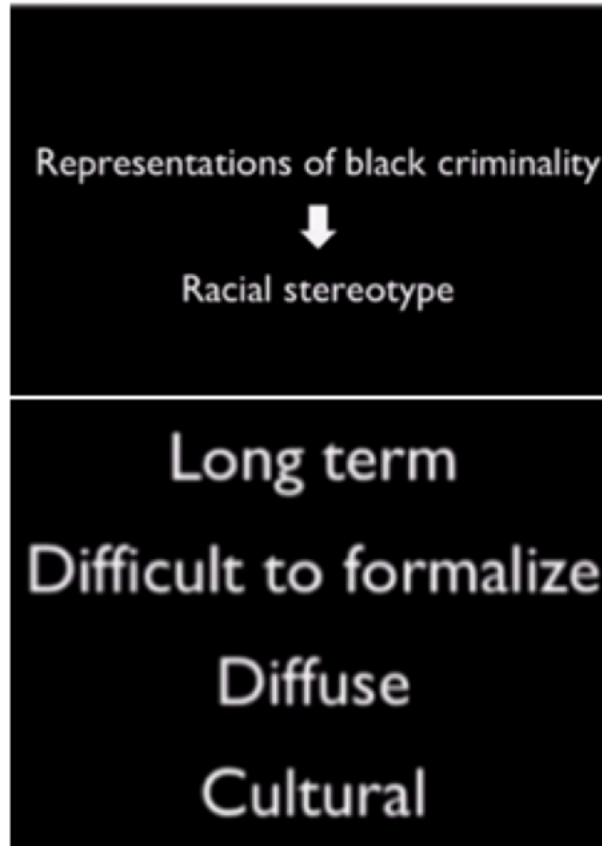 Representations of black criminality
Racial stereotype
Long term
Difficult to formalize
Diffuse
Cultural